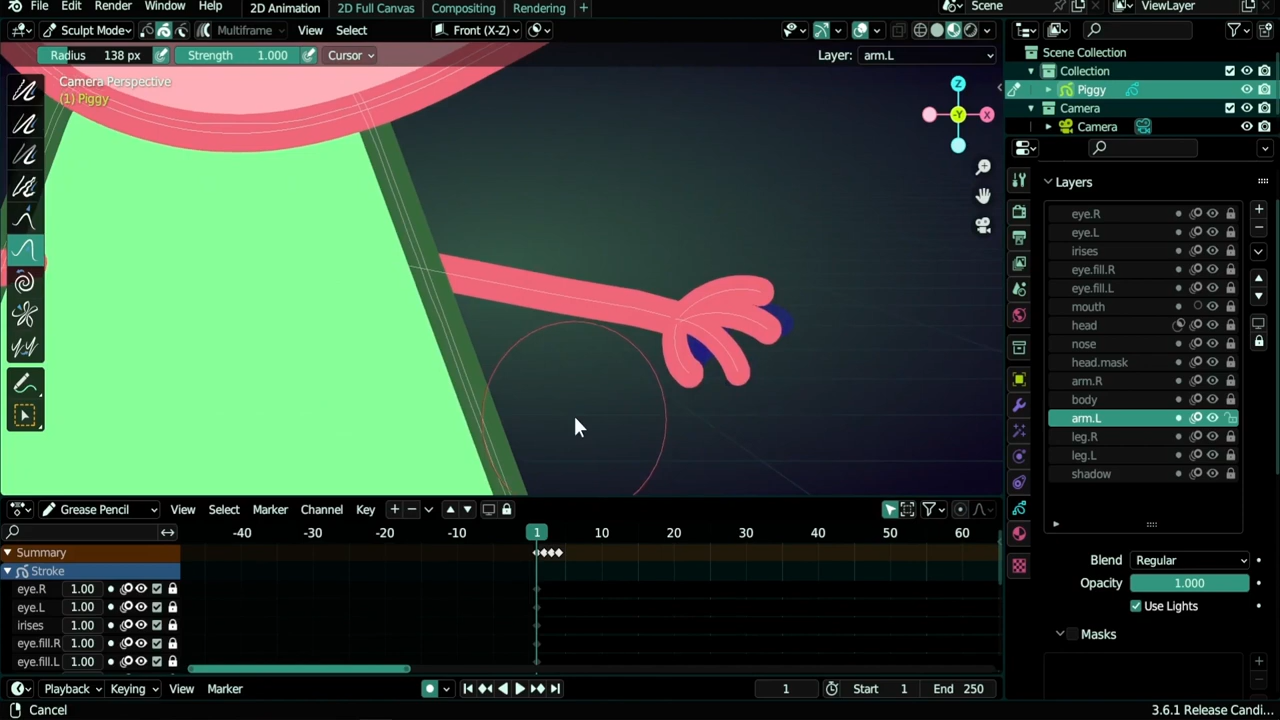 File Edit Render Window Help 2D Animation 2D Full Canvas Compositing Rendering + Scene ViewLayer
Sculpt Mode Multiframe View Select Front (X-Z)
Radius 138 px Strength 1.000 Cursor Layer: arm.L
Camera Perspective
(1) Piggy
Z
-Y X
Scene Collection
Collection
Piggy
Camera
Camera
Layers
eye.R
eye.L
irises
eye.fill.R
eye.fill.L
mouth
head
nose
head.mask
arm.R
body
arm.L
leg.R
leg.L
shadow
Blend Regular
Opacity 1.000
Use Lights
Masks
Grease Pencil View Select Marker Channel Key
-40 -30 -20 -10 1 10 20 30 40 50 60
Summary
Stroke
eye.R 1.00
eye.L 1.00
irises 1.00
eye.fill.R 1.00
eye.fill.L 1.00
Playback Keying View Marker 1 Start 1 End 250
Cancel 3.6.1 Release Candi...